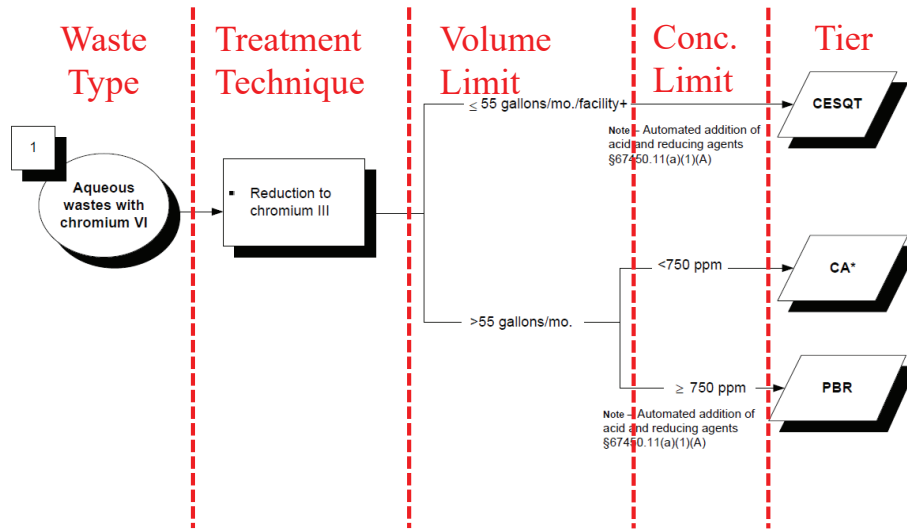 Waste
Type
Treatment
Technique
Volume
Limit
Conc.
Limit
Tier
1
Aqueous
wastes with
chromium VI
▪ Reduction to
chromium III
≤ 55 gallons/mo./facility+
Note – Automated addition of
acid and reducing agents
§67450.11(a)(1)(A)
CESQT
>55 gallons/mo.
<750 ppm
CA*
≥ 750 ppm
Note – Automated addition of
acid and reducing agents
§67450.11(a)(1)(A)
PBR